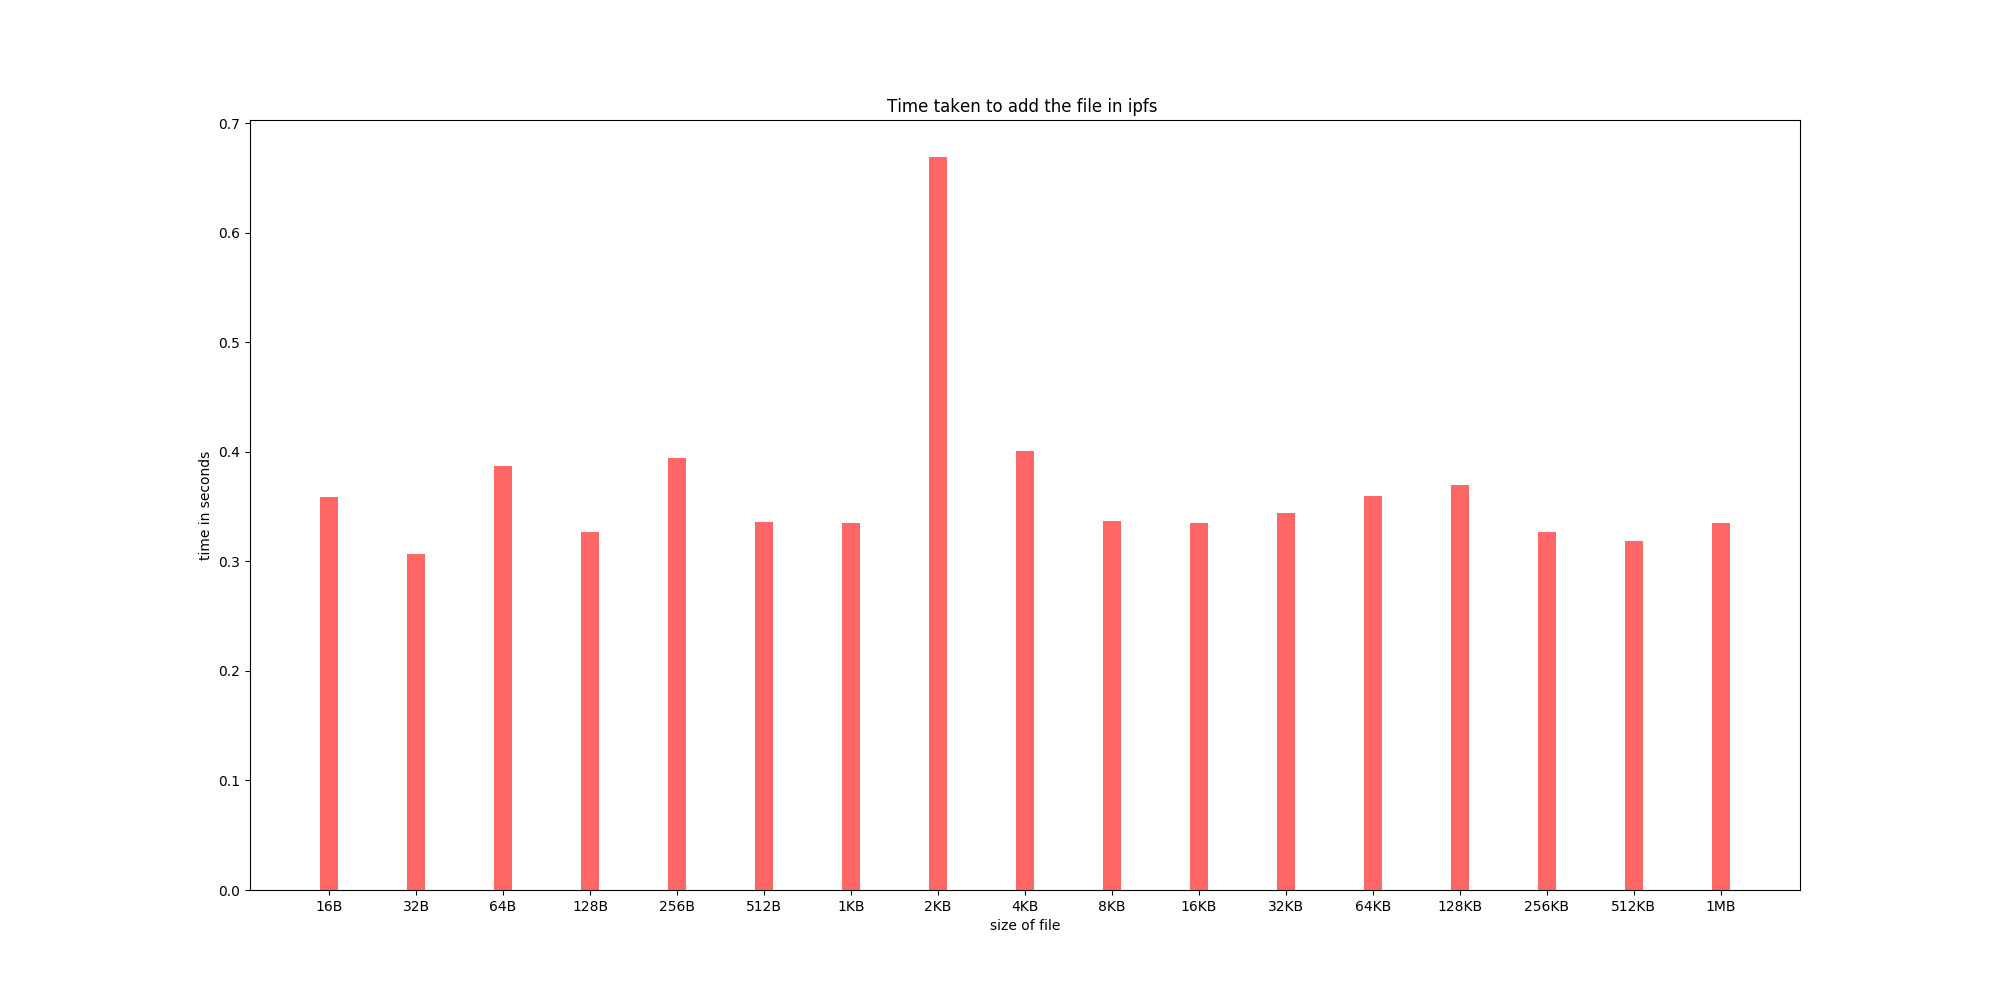 Time taken to add the file in ipfs
0.7
0.6
0.5
0.4
0.3
0.2
0.1
0.0
time in seconds
16B 32B 64B 128B 256B 512B 1KB 2KB 4KB 8KB 16KB 32KB 64KB 128KB 256KB 512KB 1MB
size of file